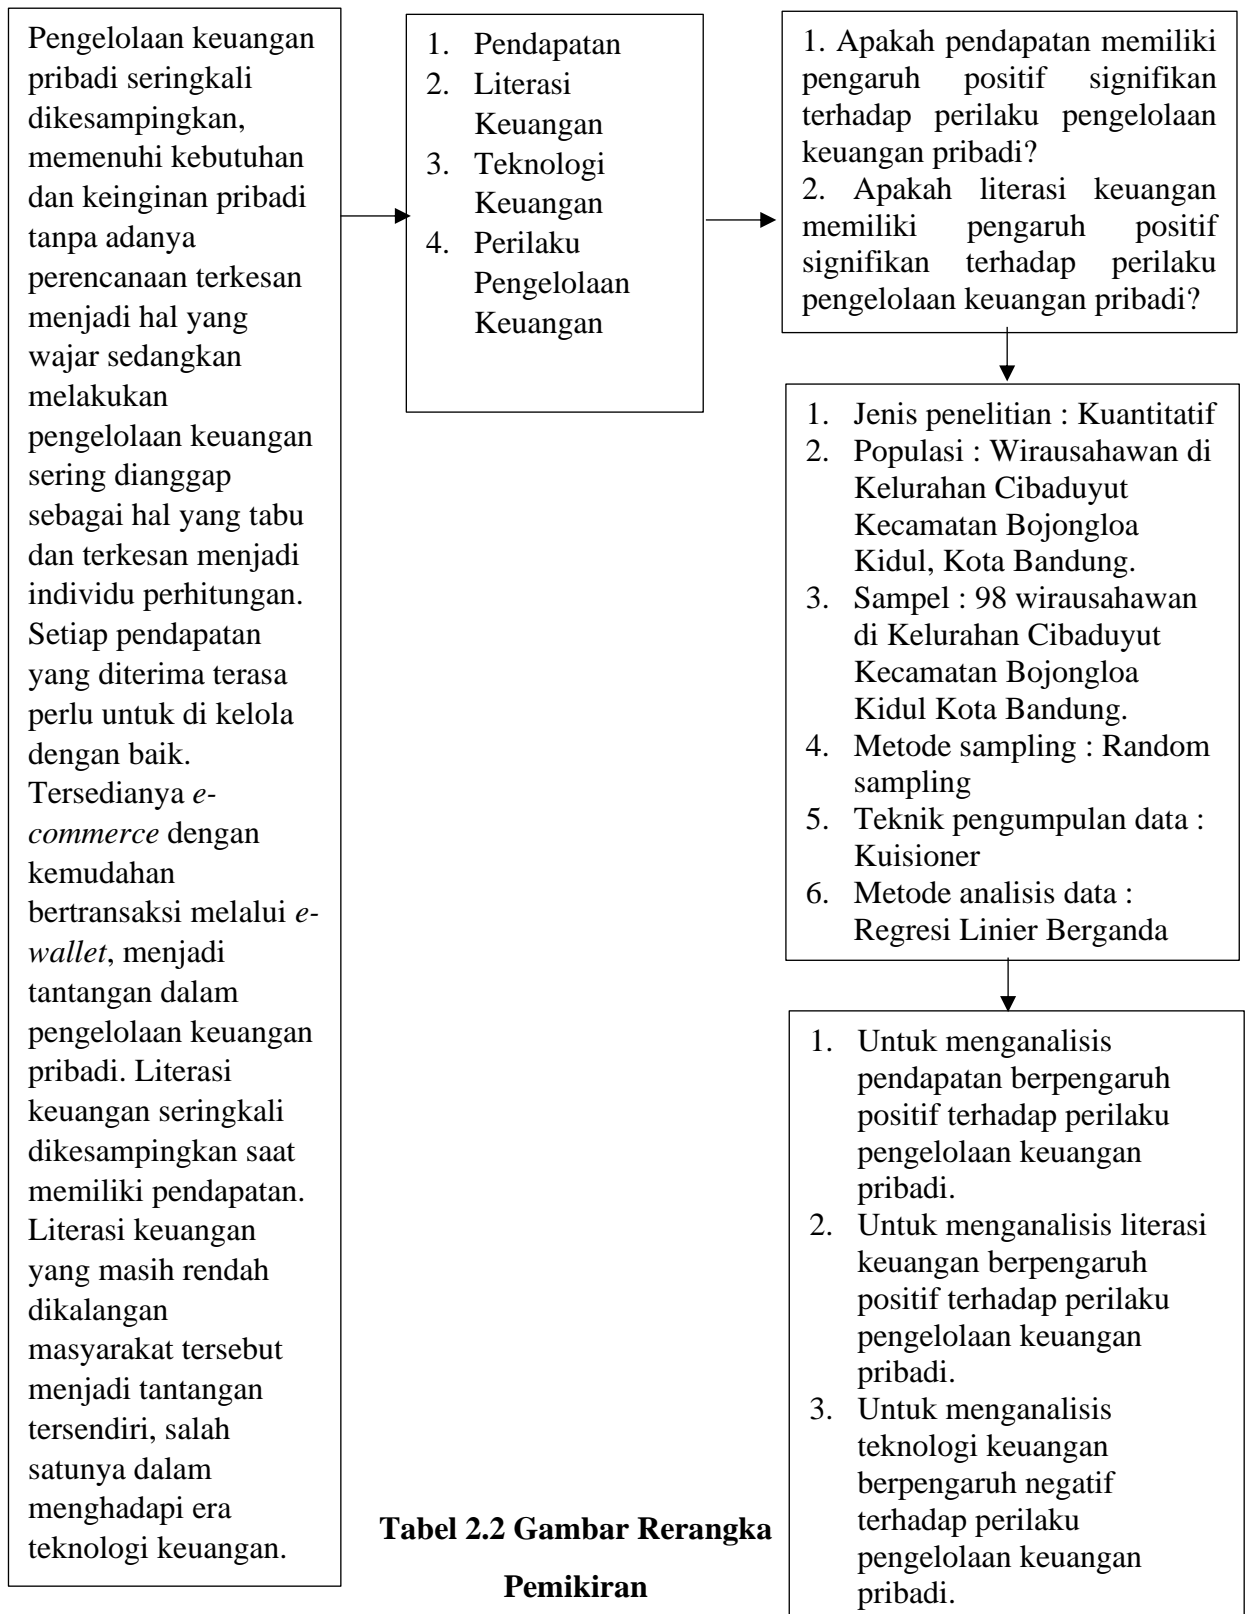 Pengelolaan keuangan
pribadi seringkali
dikesampingkan,
memenuhi kebutuhan
dan keinginan pribadi
tanpa adanya
perencanaan terkesan
menjadi hal yang
wajar sedangkan
melakukan
pengelolaan keuangan
sering dianggap
sebagai hal yang tabu
dan terkesan menjadi
individu perhitungan.
Setiap pendapatan
yang diterima terasa
perlu untuk di kelola
dengan baik.
Tersedianya e-
commerce dengan
kemudahan
bertransaksi melalui e-
wallet, menjadi
tantangan dalam
pengelolaan keuangan
pribadi. Literasi
keuangan seringkali
dikesampingkan saat
memiliki pendapatan.
Literasi keuangan
yang masih rendah
dikalangan
masyarakat tersebut
menjadi tantangan
tersendiri, salah
satunya dalam
menghadapi era
teknologi keuangan.
1. Pendapatan
2. Literasi
Keuangan
3. Teknologi
Keuangan
4. Perilaku
Pengelolaan
Keuangan
1. Apakah pendapatan memiliki
pengaruh positif signifikan
terhadap perilaku pengelolaan
keuangan pribadi?
2. Apakah literasi keuangan
memiliki pengaruh positif
signifikan terhadap perilaku
pengelolaan keuangan pribadi?
1. Jenis penelitian : Kuantitatif
2. Populasi : Wirausahawan di
Kelurahan Cibaduyut
Kecamatan Bojongloa
Kidul, Kota Bandung.
3. Sampel : 98 wirausahawan
di Kelurahan Cibaduyut
Kecamatan Bojongloa
Kidul Kota Bandung.
4. Metode sampling : Random
sampling
5. Teknik pengumpulan data :
Kuisioner
6. Metode analisis data :
Regresi Linier Berganda
1. Untuk menganalisis
pendapatan berpengaruh
positif terhadap perilaku
pengelolaan keuangan
pribadi.
2. Untuk menganalisis literasi
keuangan berpengaruh
positif terhadap perilaku
pengelolaan keuangan
pribadi.
3. Untuk menganalisis
teknologi keuangan
berpengaruh negatif
terhadap perilaku
pengelolaan keuangan
pribadi.
Tabel 2.2 Gambar Rerangka
Pemikiran